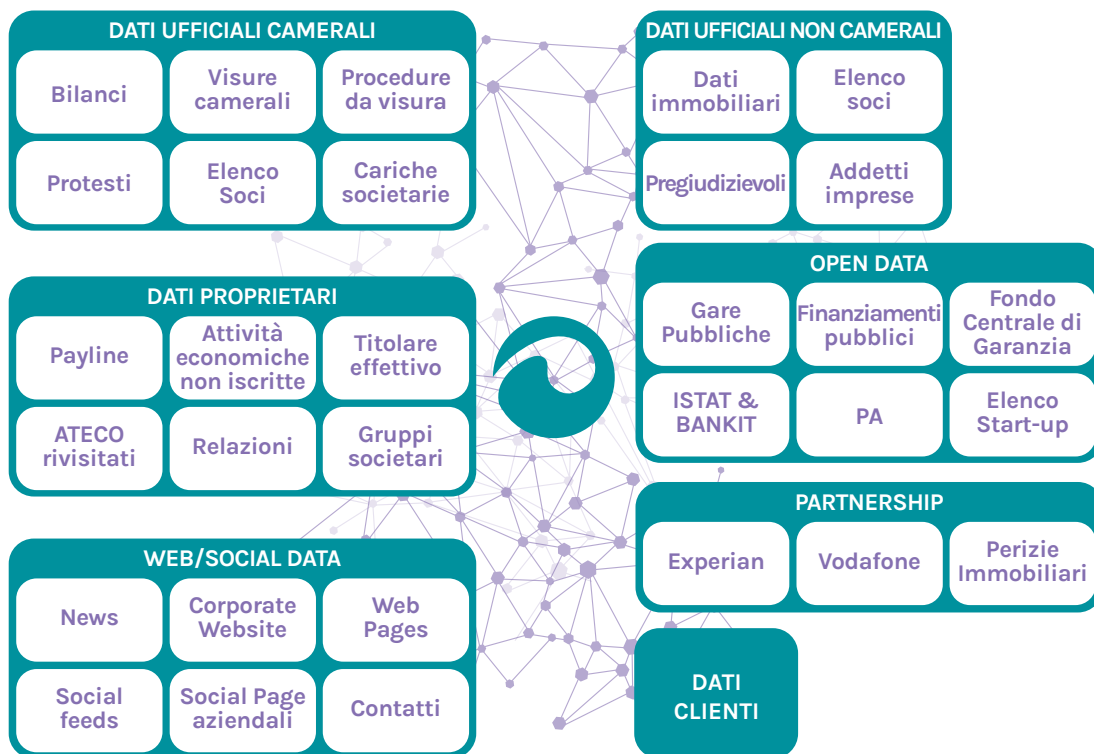 DATI UFFICIALI CAMERALI
Bilanci
Visure
camerali
Procedure
da visura
Protesti
Elenco
Soci
Cariche
societarie
DATI UFFICIALI NON CAMERALI
Dati
immobiliari
Elenco
soci
Pregiudizievoli
Addetti
imprese
DATI PROPRIETARI
Payline
Attività
economiche
non iscritte
Titolare
effettivo
ATECO
rivisitati
Relazioni
Gruppi
societari
OPEN DATA
Gare
Pubbliche
Finanziamenti
pubblici
Fondo
Centrale di
Garanzia
ISTAT &
BANKIT
PA
Elenco
Start-up
WEB/SOCIAL DATA
News
Corporate
Website
Web
Pages
Social
feeds
Social Page
aziendali
Contatti
PARTNERSHIP
Experian
Vodafone
Perizie
Immobiliari
DATI
CLIENTI